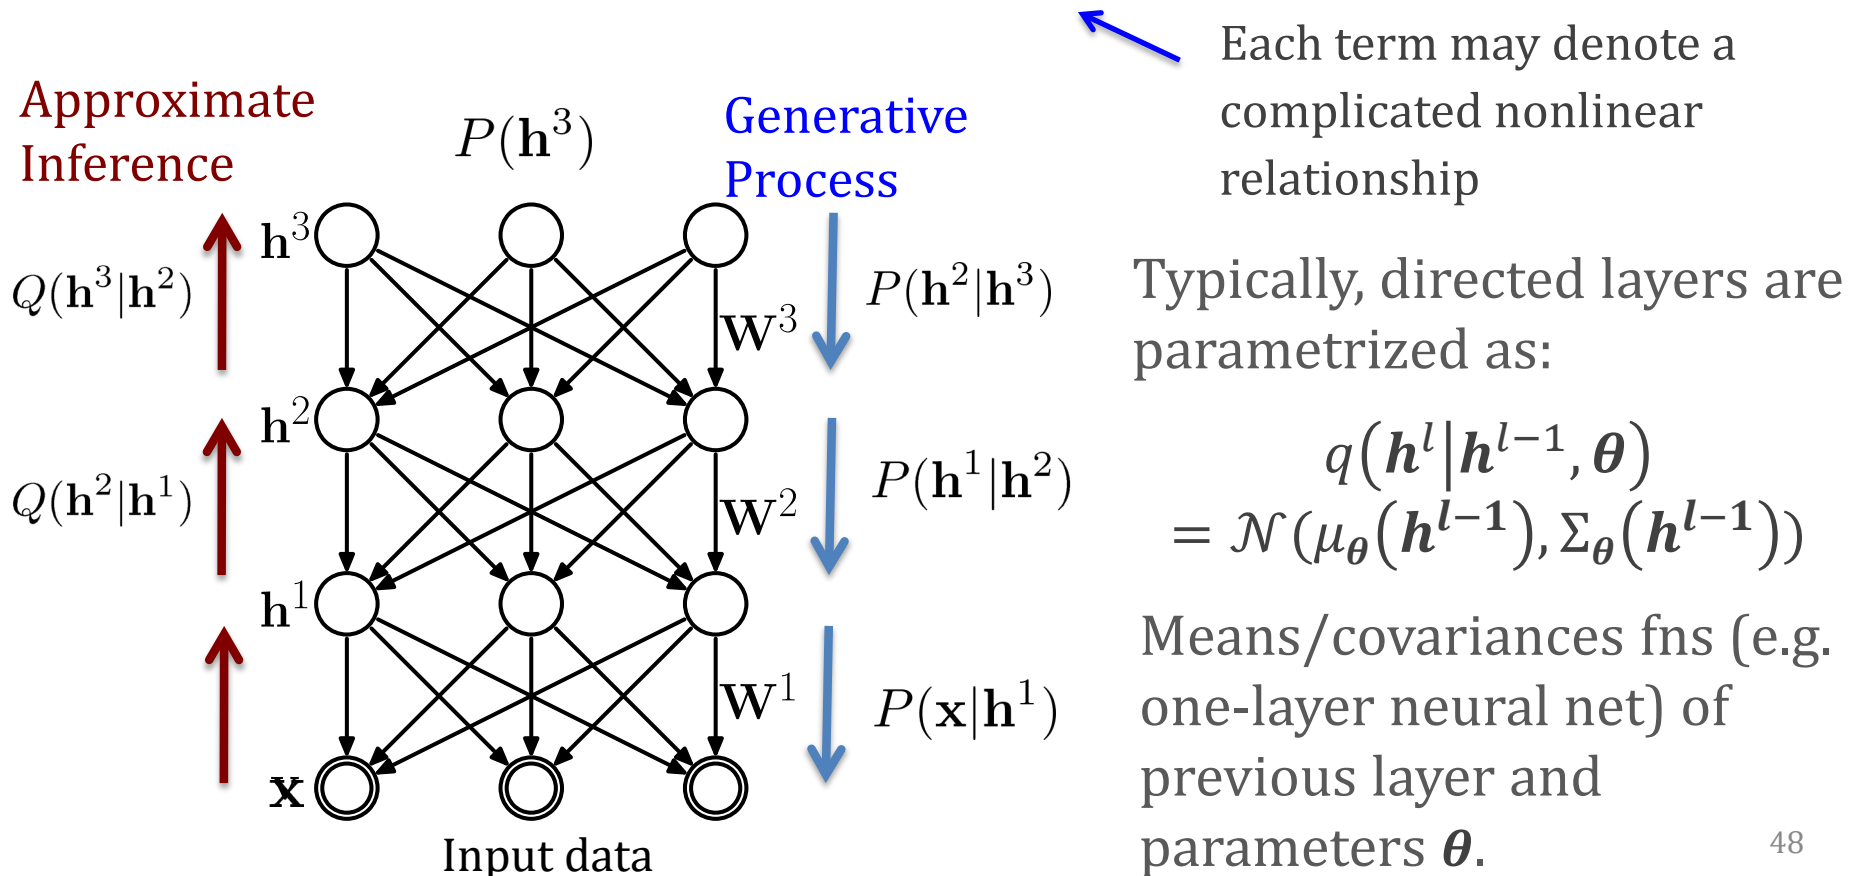 Approximate
Inference
P(h³)
Generative
Process
Each term may denote a
complicated nonlinear
relationship
h³
Q(h³|h²)
W³
P(h²|h³)
h²
Q(h²|h¹)
W²
P(h¹|h²)
h¹
W¹
P(x|h¹)
x
Input data
Typically, directed layers are
parametrized as:
q(hˡ|hˡ⁻¹, θ)
= 𝒩(μ_θ(hˡ⁻¹), Σ_θ(hˡ⁻¹))
Means/covariances fns (e.g.
one-layer neural net) of
previous layer and
parameters θ.
48